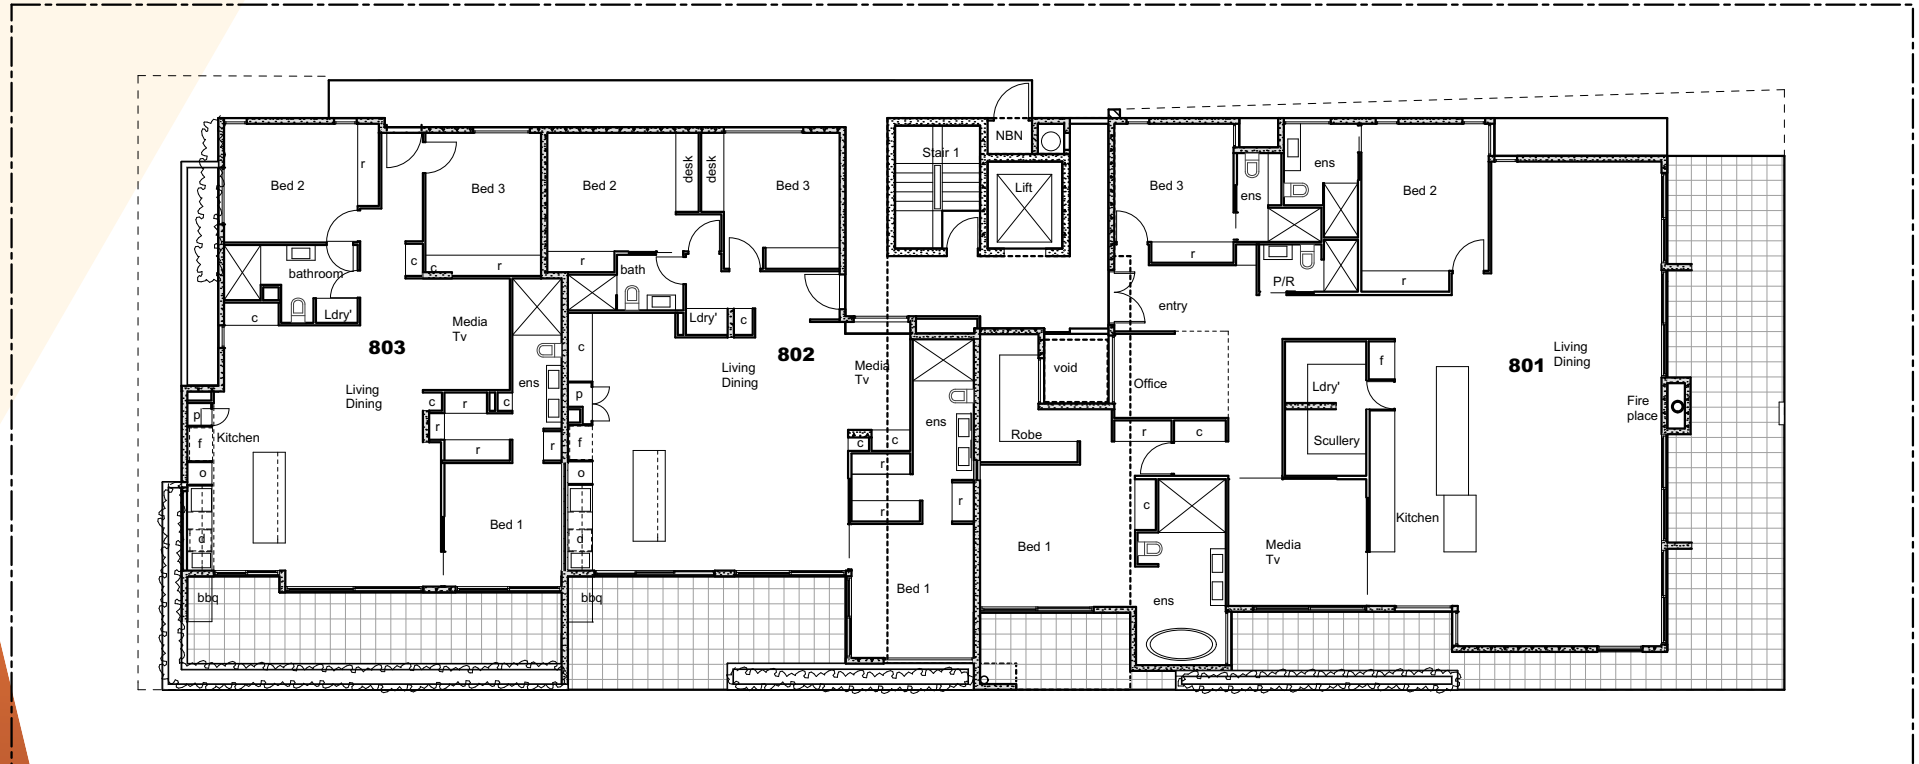 Bed 2
r
Bed 3
c
c
r
bathroom
Ldry'
c
803
Media
Tv
Living
Dining
ens
c
r
c
r
r
r
p
f
Kitchen
o
d
Bed 1
bbq
Bed 2
desk
desk
Bed 3
r
bath
Ldry'
c
c
802
Living
Dining
Media
Tv
p
f
o
d
ens
c
c
r
r
r
Bed 1
bbq
Stair 1
NBN
Lift
Bed 3
r
ens
ens
Bed 2
r
P/R
entry
void
Office
Robe
r
c
c
Bed 1
ens
Ldry'
f
Scullery
Kitchen
Media
Tv
801
Living
Dining
Fire
place